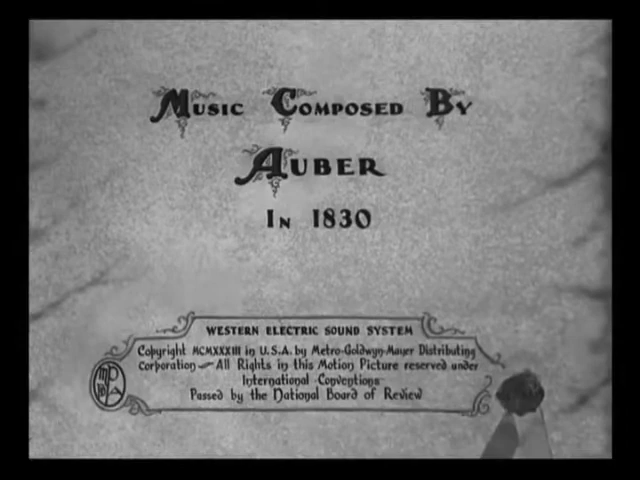 Music Composed By
Auber
In 1830
WESTERN ELECTRIC SOUND SYSTEM
Copyright MCMXXXIII in U.S.A. by Metro-Goldwyn-Mayer Distributing
Corporation — All Rights in this Motion Picture reserved under
International Conventions
Passed by the National Board of Review